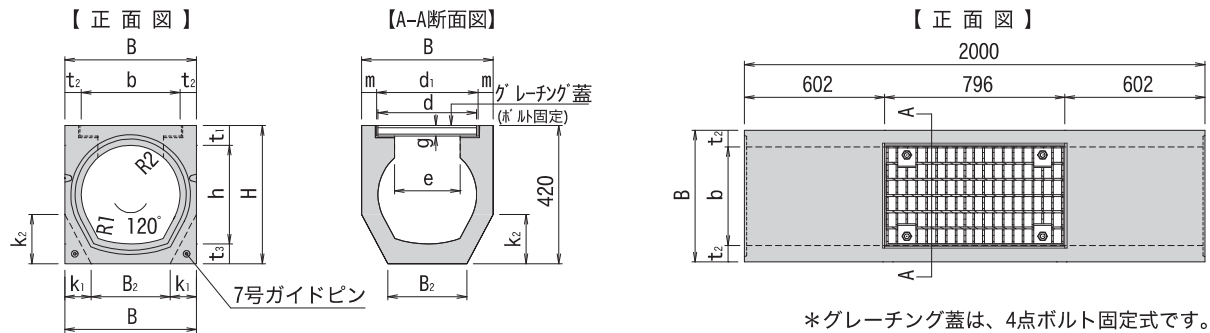 【 正 面 図 】
B
t2 b t2
t1
R2
h
H
R1
120°
k2
t3
k1 B2 k1
B
7号ガイドピン
【A-A断面図】
B
m d1 m
d
グレーチング蓋
(ボルト固定)
g
e
420
k2
B2
【 正 面 図 】
2000
602 796 602
A
t2
B
b
t2
A
＊グレーチング蓋は、4点ボルト固定式です。